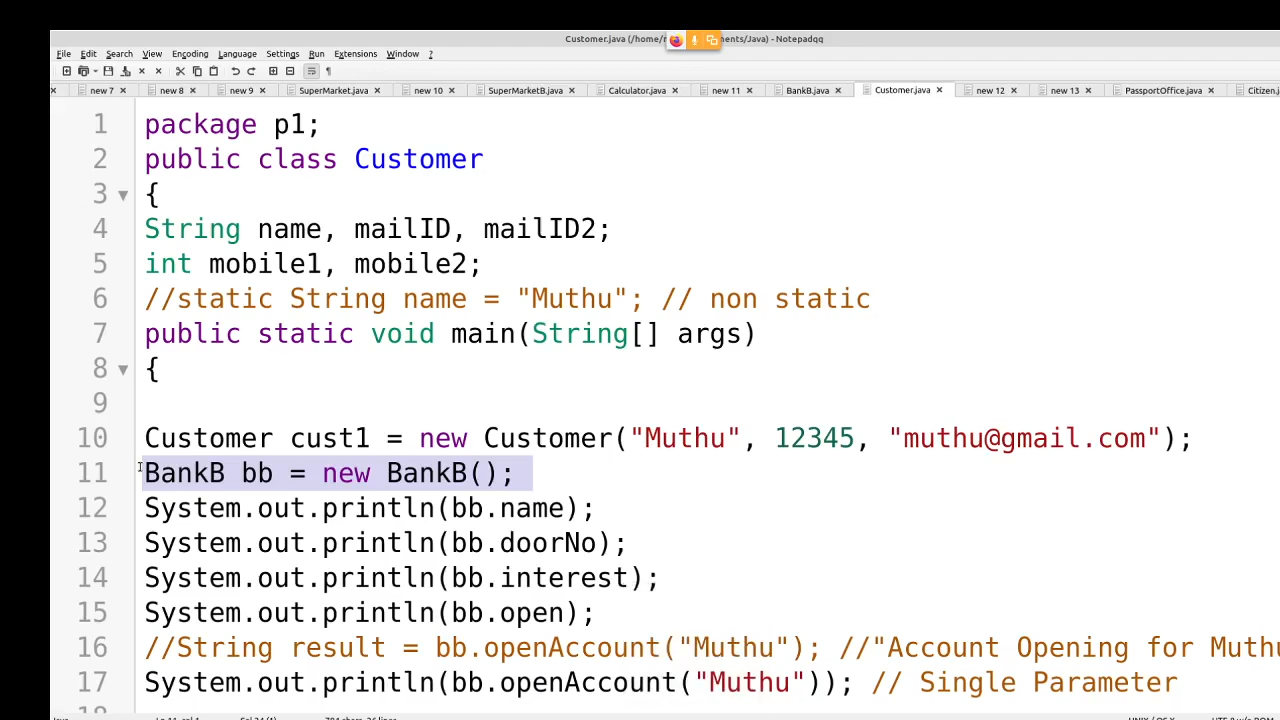 Customer.java (/home/ ents/Java) - Notepadqq
File Edit Search View Encoding Language Settings Run Extensions Window ?
new 7 new 8 new 9 SuperMarket.java new 10 SuperMarketB.java Calculator.java new 11 BankB.java Customer.java new 12 new 13 PassportOffice.java Citizen.j
1 package p1;
2 public class Customer
3 {
4 String name, mailID, mailID2;
5 int mobile1, mobile2;
6 //static String name = "Muthu"; // non static
7 public static void main(String[] args)
8 {
9
10 Customer cust1 = new Customer("Muthu", 12345, "muthu@gmail.com");
11 BankB bb = new BankB();
12 System.out.println(bb.name);
13 System.out.println(bb.doorNo);
14 System.out.println(bb.interest);
15 System.out.println(bb.open);
16 //String result = bb.openAccount("Muthu"); //"Account Opening for Muthu
17 System.out.println(bb.openAccount("Muthu")); // Single Parameter